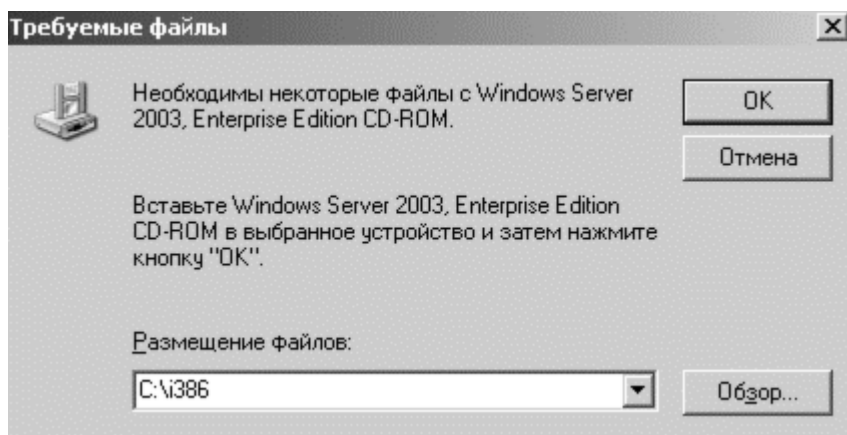 Требуемые файлы
Необходимы некоторые файлы с Windows Server
2003, Enterprise Edition CD-ROM.
OK
Отмена
Вставьте Windows Server 2003, Enterprise Edition
CD-ROM в выбранное устройство и затем нажмите
кнопку "ОК".
Размещение файлов:
C:\i386
Обзор...